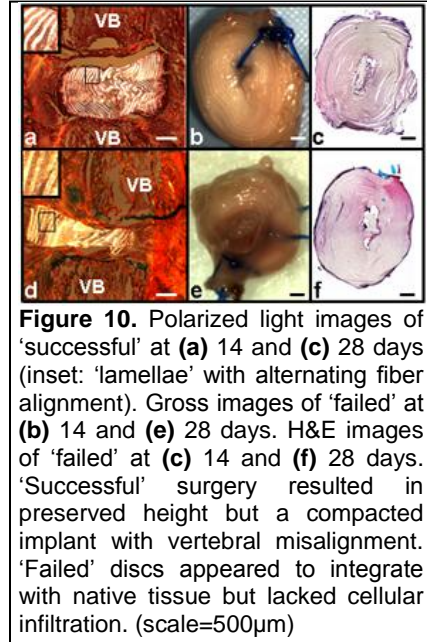 VB
a
VB
b
c
VB
d
VB
e
f
Figure 10. Polarized light images of
‘successful’ at (a) 14 and (c) 28 days
(inset: ‘lamellae’ with alternating fiber
alignment). Gross images of ‘failed’ at
(b) 14 and (e) 28 days. H&E images
of ‘failed’ at (c) 14 and (f) 28 days.
‘Successful’ surgery resulted in
preserved height but a compacted
implant with vertebral misalignment.
‘Failed’ discs appeared to integrate
with native tissue but lacked cellular
infiltration. (scale=500µm)